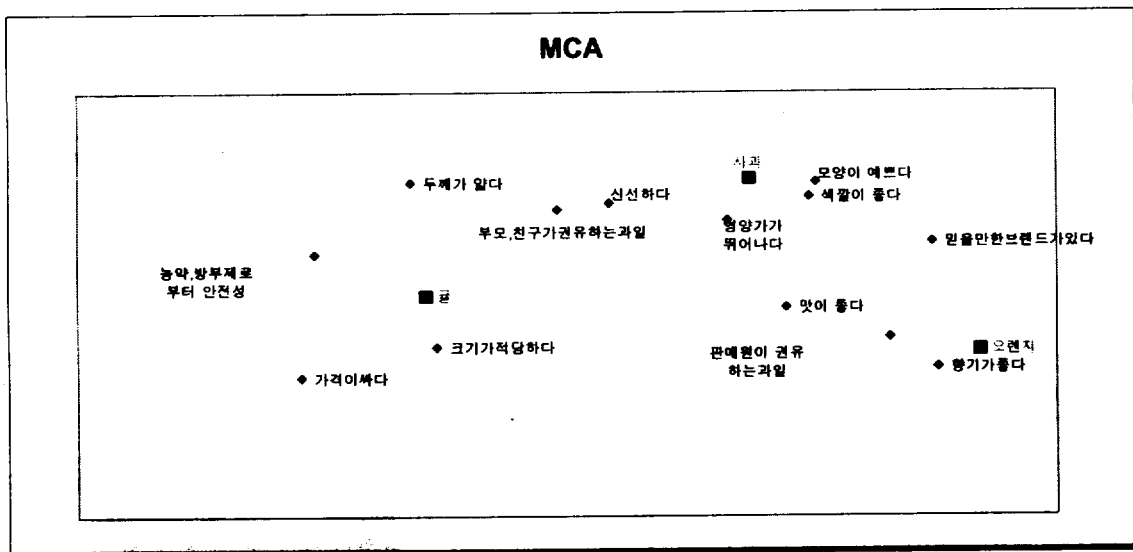 MCA
사과
두께가 얇다
모양이 예쁘다
신선하다
색깔이 좋다
부모,친구가권유하는과일
영양가가
뛰어나다
믿을만한브랜드가있다
농약,방부제로
부터 안전성
귤
맛이 좋다
크기가적당하다
판매원이 권유
하는과일
오렌지
향기가좋다
가격이싸다